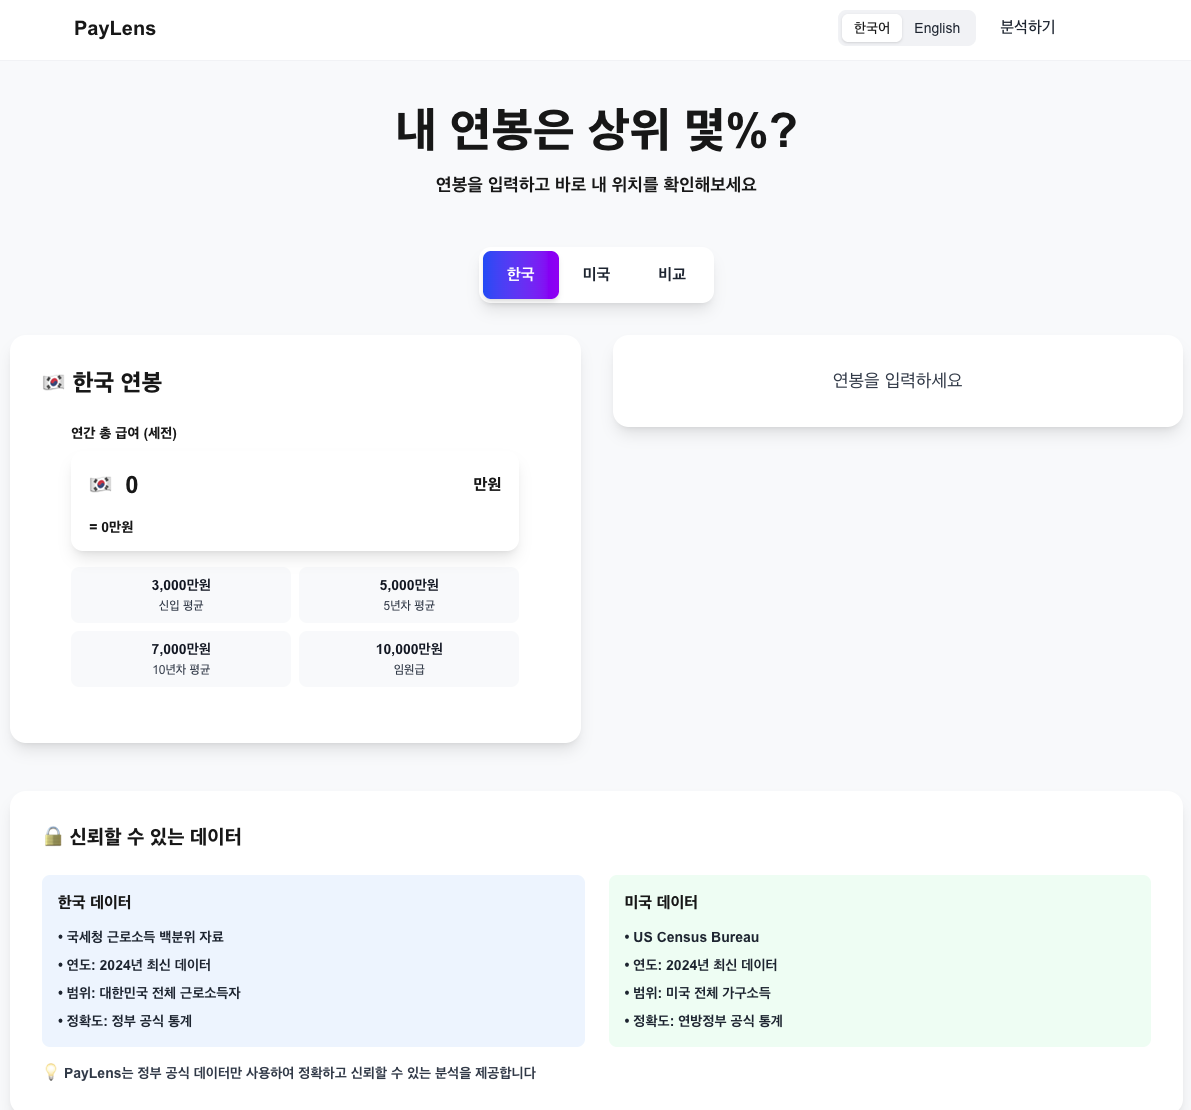 PayLens
한국어 English 분석하기
내 연봉은 상위 몇%?
연봉을 입력하고 바로 내 위치를 확인해보세요
한국 미국 비교
한국 연봉
연간 총 급여 (세전)
0 만원
= 0만원
3,000만원
신입 평균
5,000만원
5년차 평균
7,000만원
10년차 평균
10,000만원
임원급
연봉을 입력하세요
신뢰할 수 있는 데이터
한국 데이터
• 국세청 근로소득 백분위 자료
• 연도: 2024년 최신 데이터
• 범위: 대한민국 전체 근로소득자
• 정확도: 정부 공식 통계
미국 데이터
• US Census Bureau
• 연도: 2024년 최신 데이터
• 범위: 미국 전체 가구소득
• 정확도: 연방정부 공식 통계
PayLens는 정부 공식 데이터만 사용하여 정확하고 신뢰할 수 있는 분석을 제공합니다